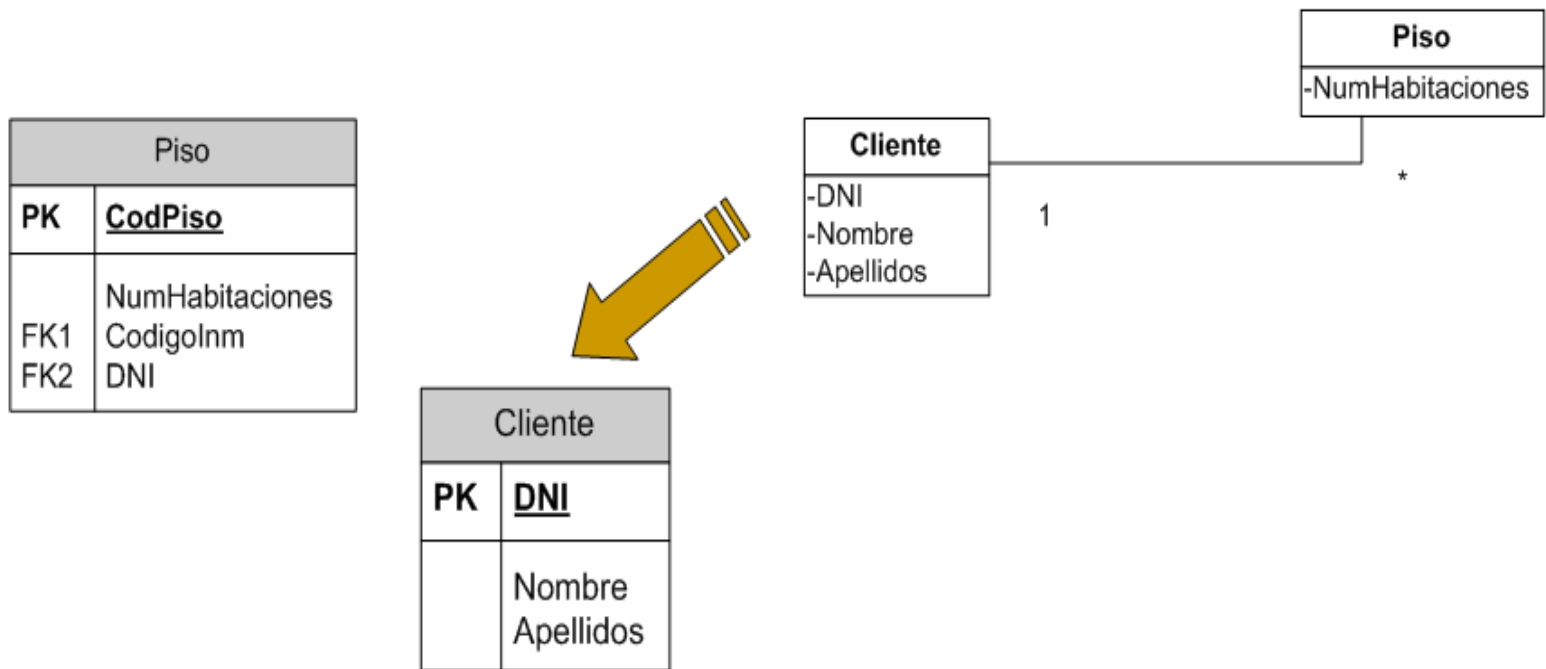 Piso
PK CodPiso
NumHabitaciones
FK1 CodigoInm
FK2 DNI
Cliente
PK DNI
Nombre
Apellidos
Cliente
-DNI
-Nombre
-Apellidos
1
*
Piso
-NumHabitaciones